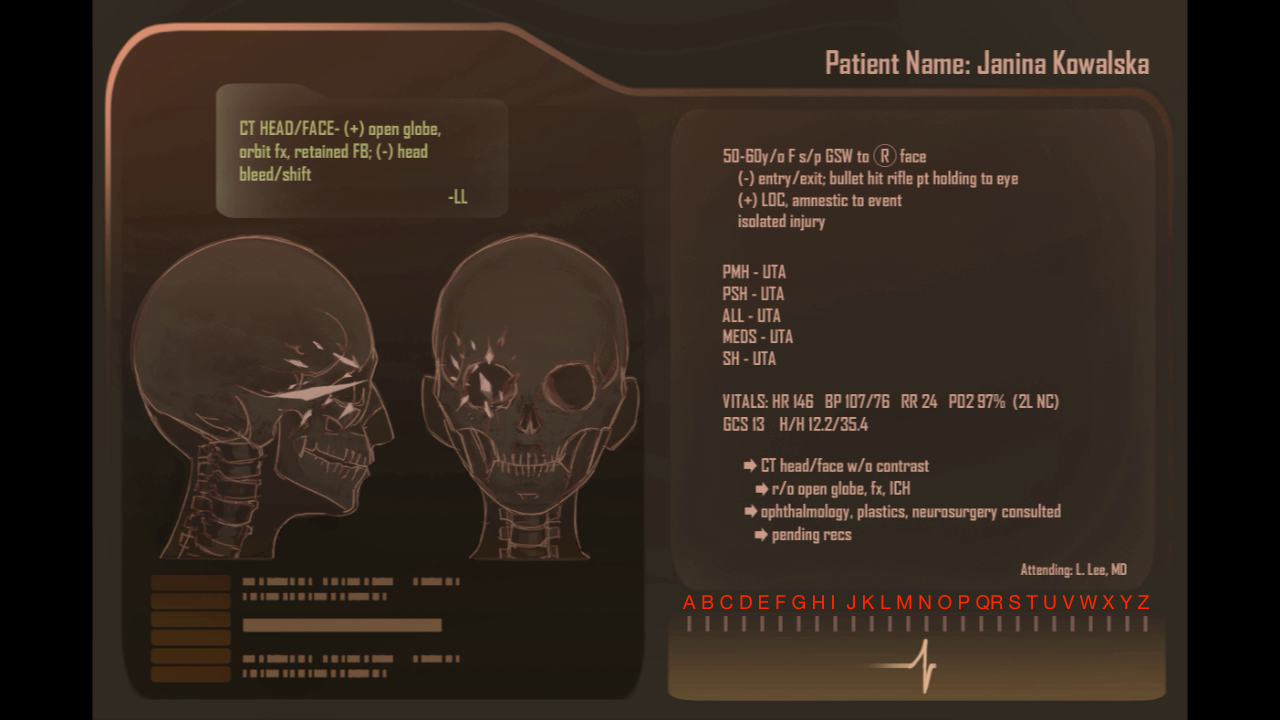 Patient Name: Janina Kowalska
CT HEAD/FACE- (+) open globe,
orbit fx, retained FB; (-) head
bleed/shift
-LL
50-60y/o F s/p GSW to R face
(-) entry/exit; bullet hit rifle pt holding to eye
(+) LOC, amnestic to event
isolated injury
PMH - UTA
PSH - UTA
ALL - UTA
MEDS - UTA
SH - UTA
VITALS: HR 146 BP 107/76 RR 24 PO2 97% (2L NC)
GCS 13 H/H 12.2/35.4
➡ CT head/face w/o contrast
➡ r/o open globe, fx, ICH
➡ ophthalmology, plastics, neurosurgery consulted
➡ pending recs
Attending: L. Lee, MD
A B C D E F G H I J K L M N O P Q R S T U V W X Y Z